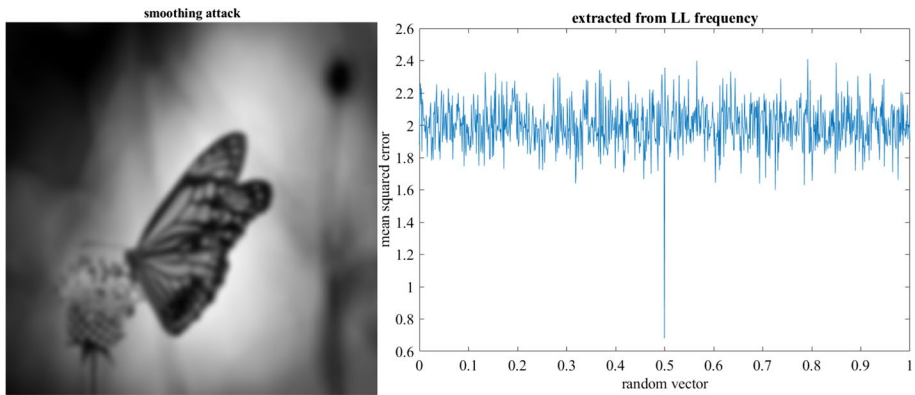 smoothing attack
extracted from LL frequency
mean squared error
2.6
2.4
2.2
2
1.8
1.6
1.4
1.2
1
0.8
0.6
0 0.1 0.2 0.3 0.4 0.5 0.6 0.7 0.8 0.9 1
random vector